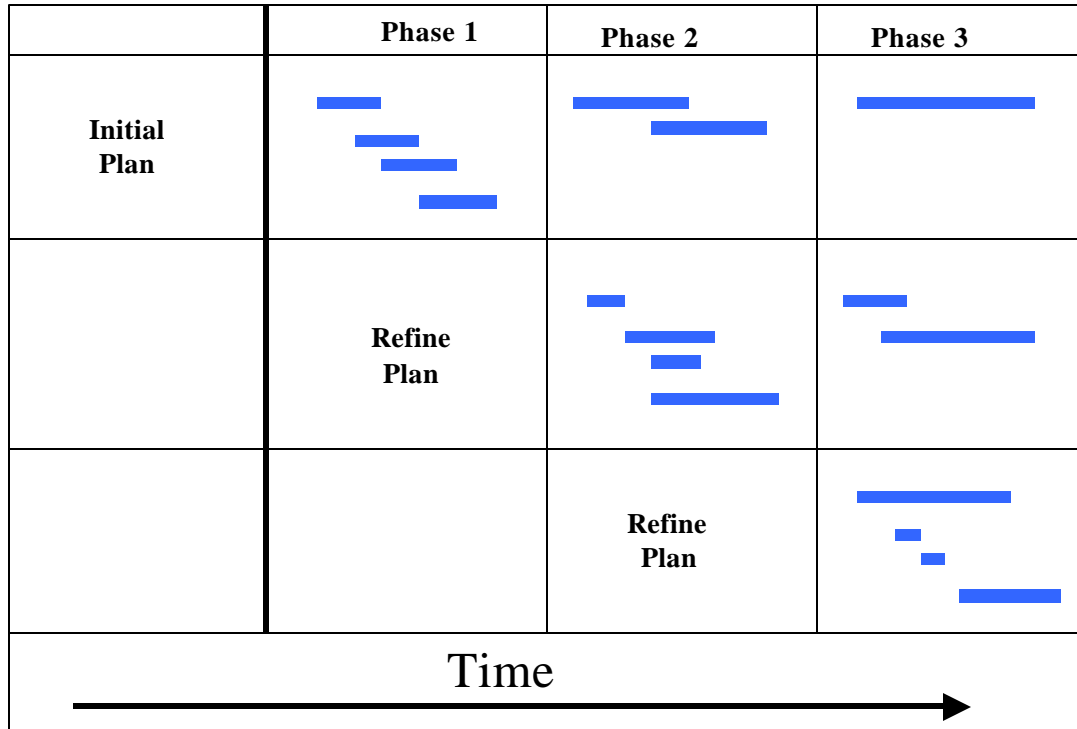 Phase 1
Phase 2
Phase 3
Initial
Plan
Refine
Plan
Refine
Plan
Time